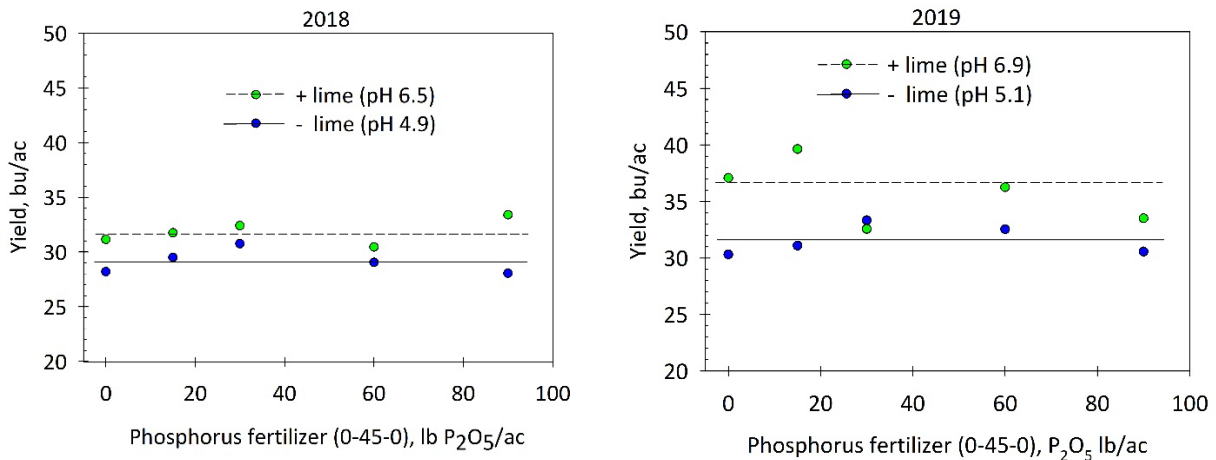 2018
50
45
40
35
30
25
20
Yield, bu/ac
+ lime (pH 6.5)
- lime (pH 4.9)
0 20 40 60 80 100
Phosphorus fertilizer (0-45-0), lb P₂O₅/ac
2019
50
45
40
35
30
25
20
Yield, bu/ac
+ lime (pH 6.9)
- lime (pH 5.1)
0 20 40 60 80 100
Phosphorus fertilizer (0-45-0), P₂O₅ lb/ac